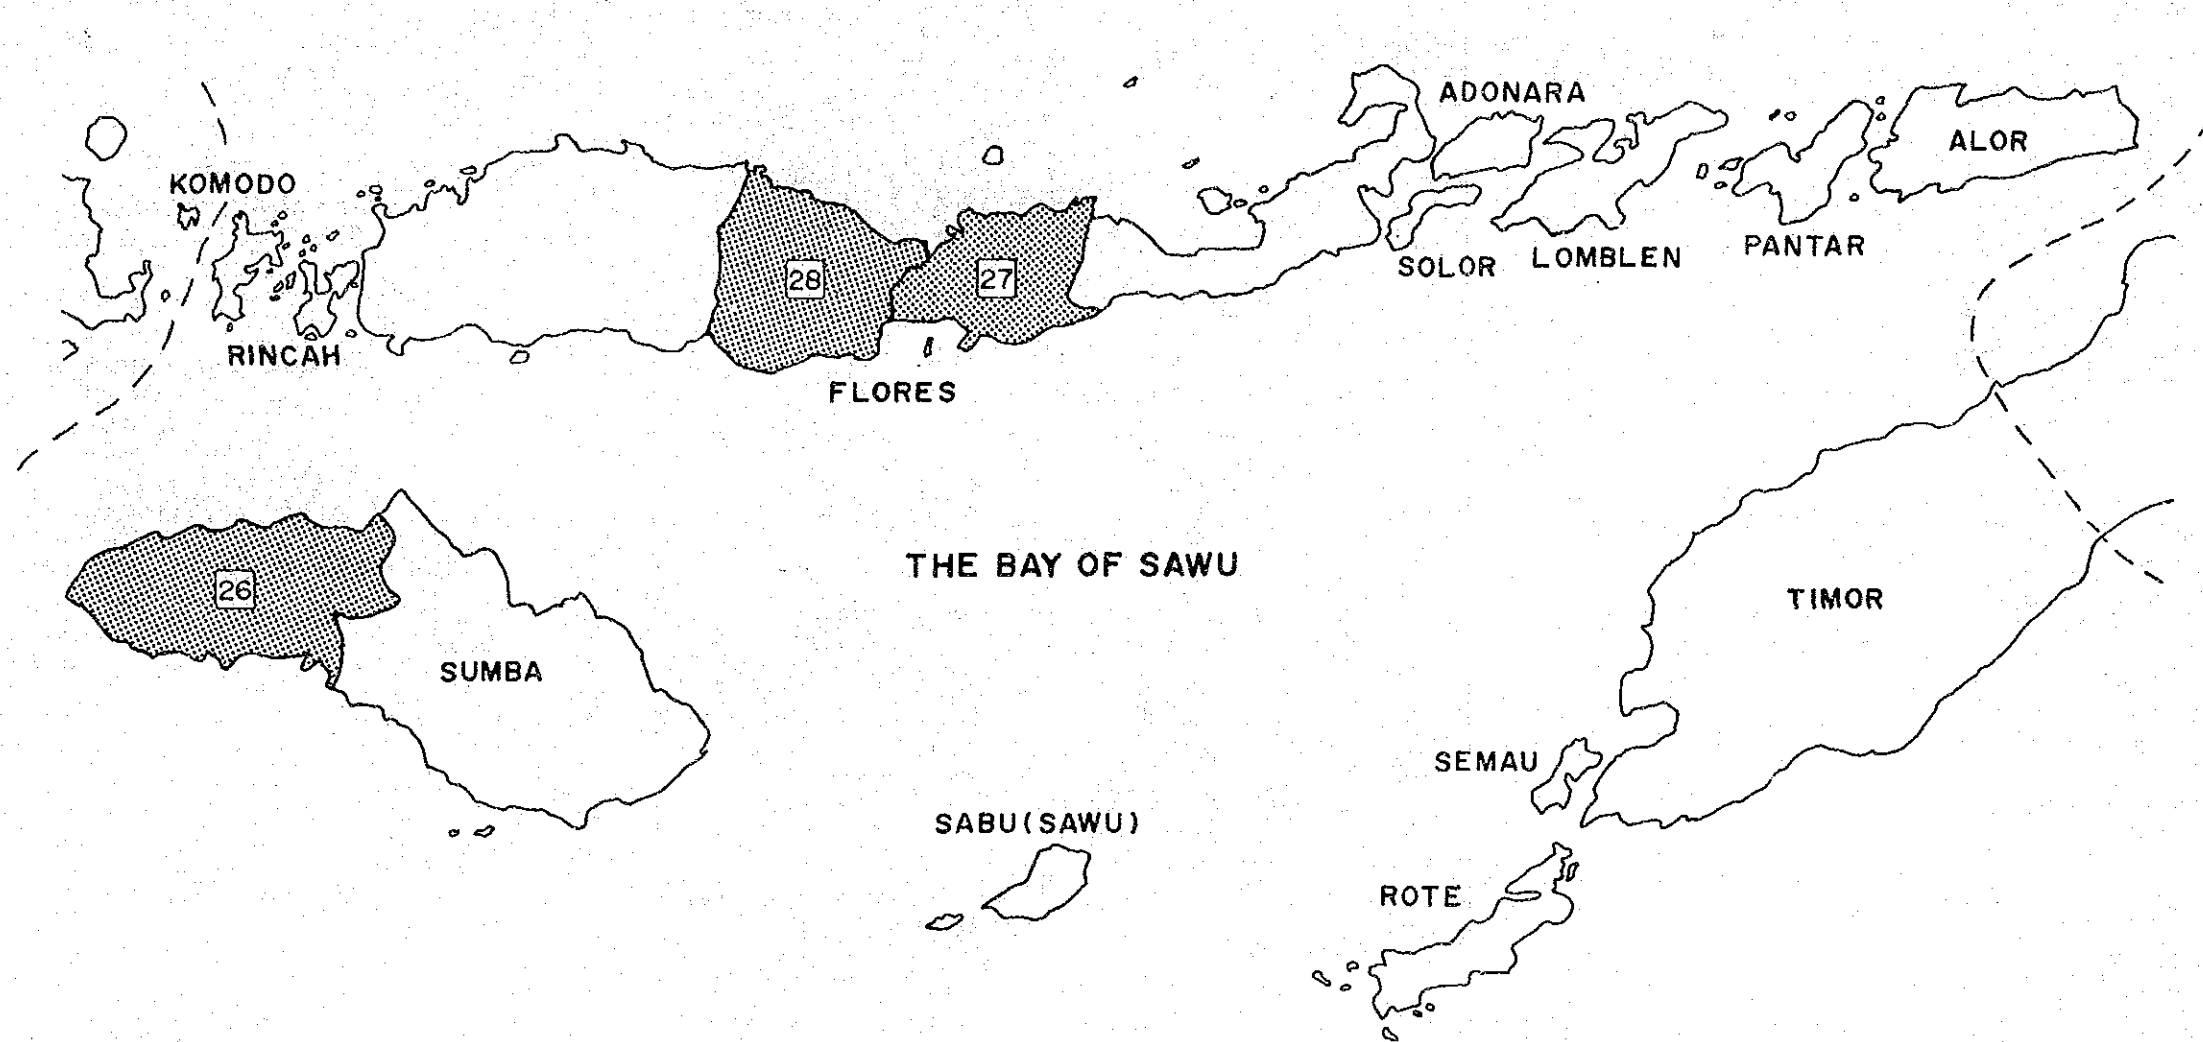 ADONARA
ALOR
KOMODO
PANTAR
LOMBLEN
SOLOR
28
27
RINCAH
FLORES
THE BAY OF SAWU
26
TIMOR
SUMBA
SEMAU
SABU(SAWU)
ROTE